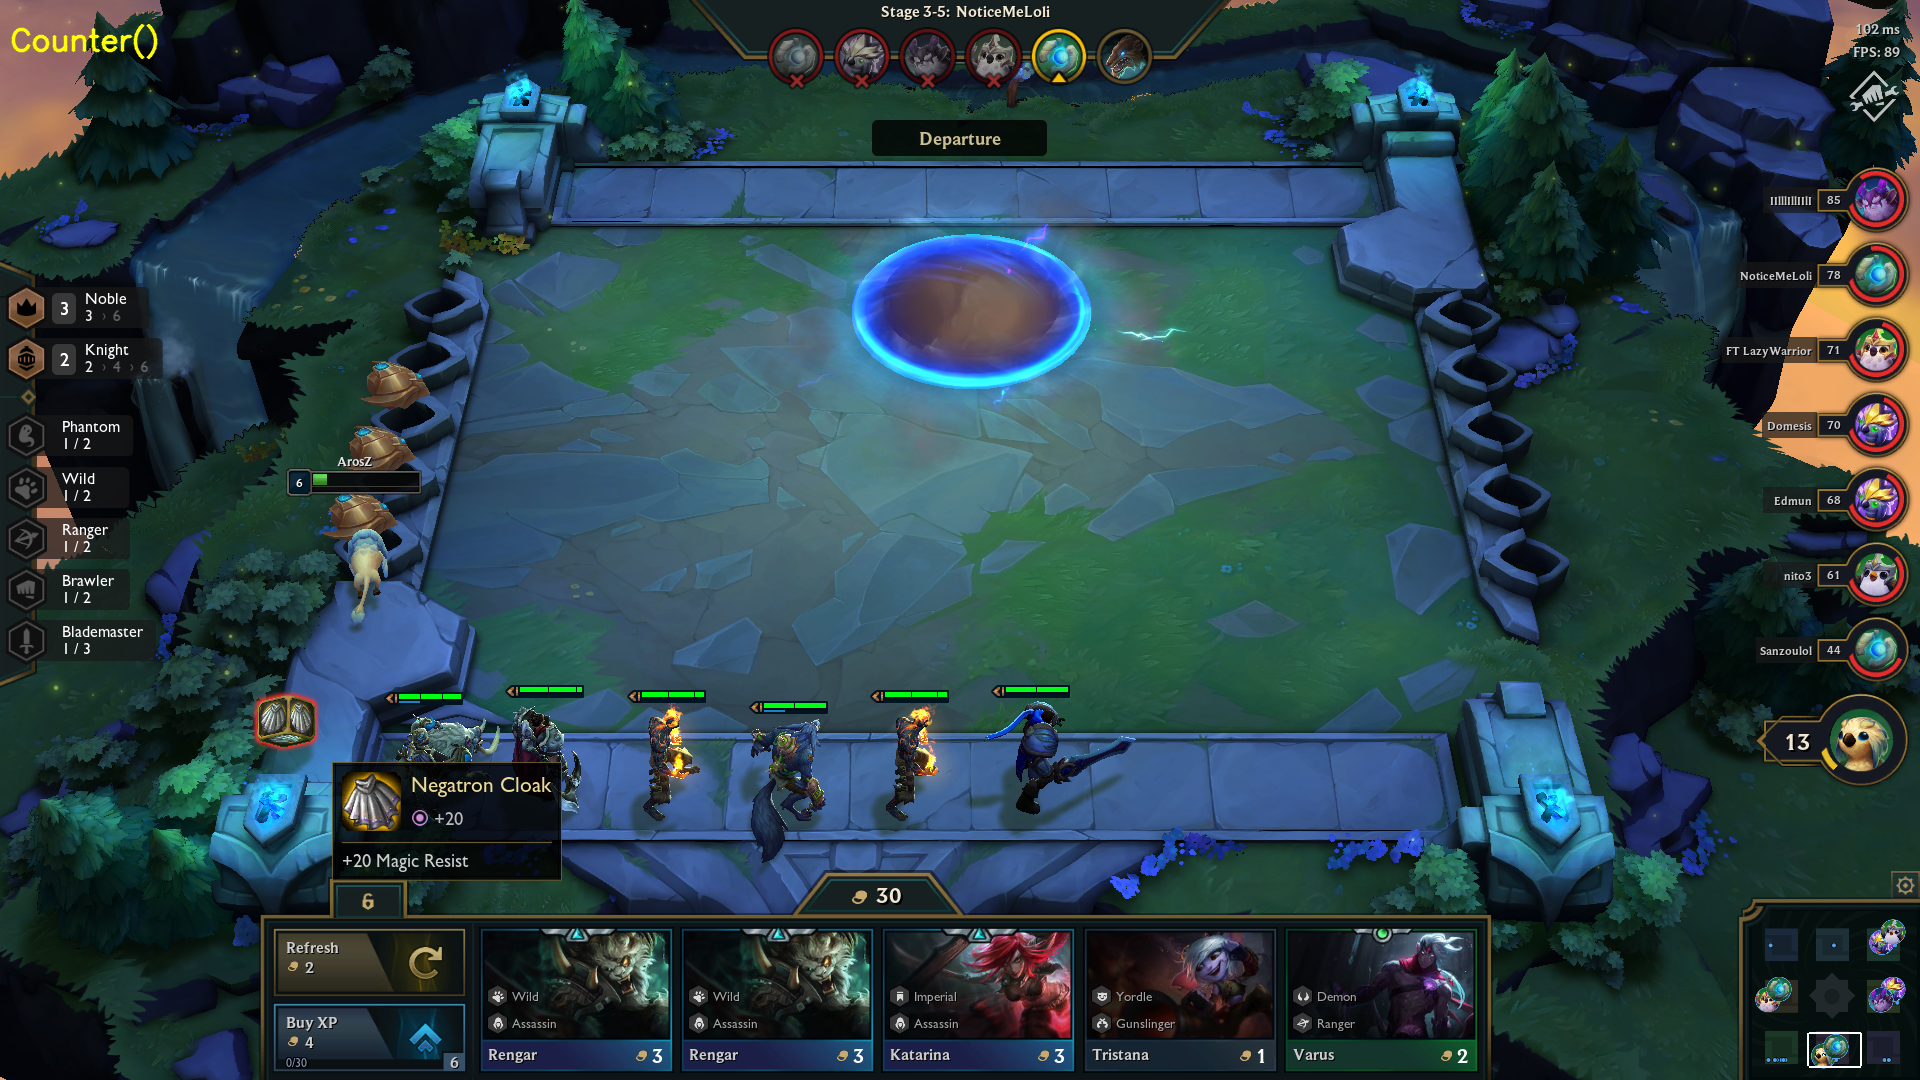 Counter()
Stage 3-5: NoticeMeLoli
102 ms
FPS: 89
Departure
IIIIIIIIIIII 85
NoticeMeLoli 78
FT LazyWarrior 71
Domesis 70
Edmun 68
nito3 61
Sanzoulol 44
13
3 Noble
3 › 6
2 Knight
2 › 4 › 6
Phantom
1 / 2
Wild
1 / 2
Ranger
1 / 2
Brawler
1 / 2
Blademaster
1 / 3
ArosZ
6
Negatron Cloak
+20
+20 Magic Resist
6
30
Refresh
2
Buy XP
4
0/30
6
Wild
Assassin
Rengar 3
Wild
Assassin
Rengar 3
Imperial
Assassin
Katarina 3
Yordle
Gunslinger
Tristana 1
Demon
Ranger
Varus 2